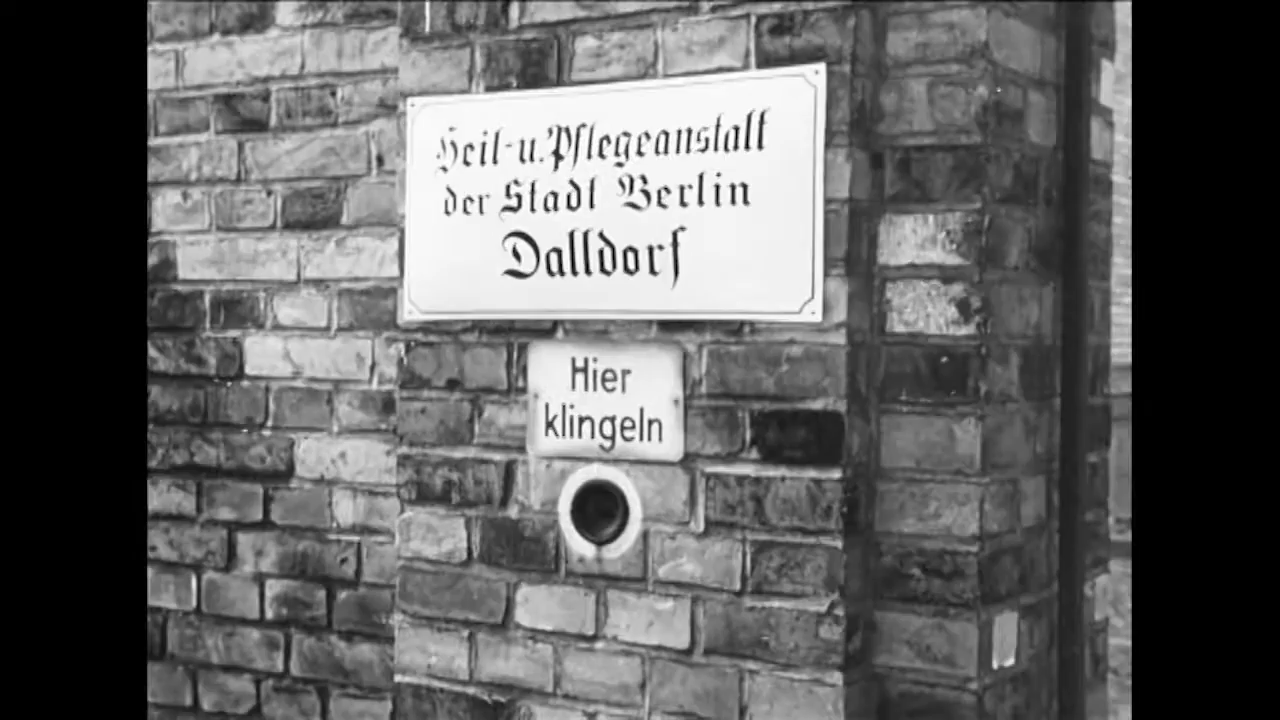 Heil-u. Pflegeanstalt
der Stadt Berlin
Dalldorf
Hier
klingeln